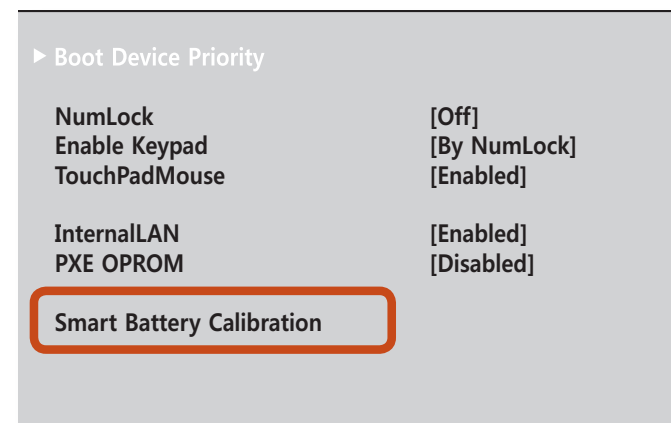 ▶ Boot Device Priority
NumLock [Off]
Enable Keypad [By NumLock]
TouchPadMouse [Enabled]
InternalLAN [Enabled]
PXE OPROM [Disabled]
Smart Battery Calibration